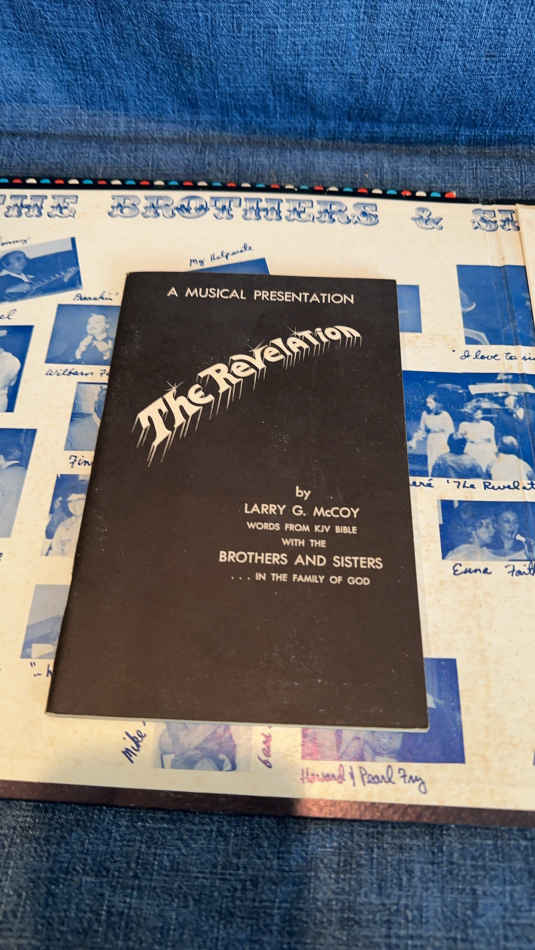 THE BROTHERS & S
My Helpmate
A MUSICAL PRESENTATION
The Revelation
by
LARRY G. McCOY
WORDS FROM KJV BIBLE
WITH THE
BROTHERS AND SISTERS
. . . IN THE FAMILY OF GOD
"I love to
"The Revelat
Mike
Howard & Pearl Fry